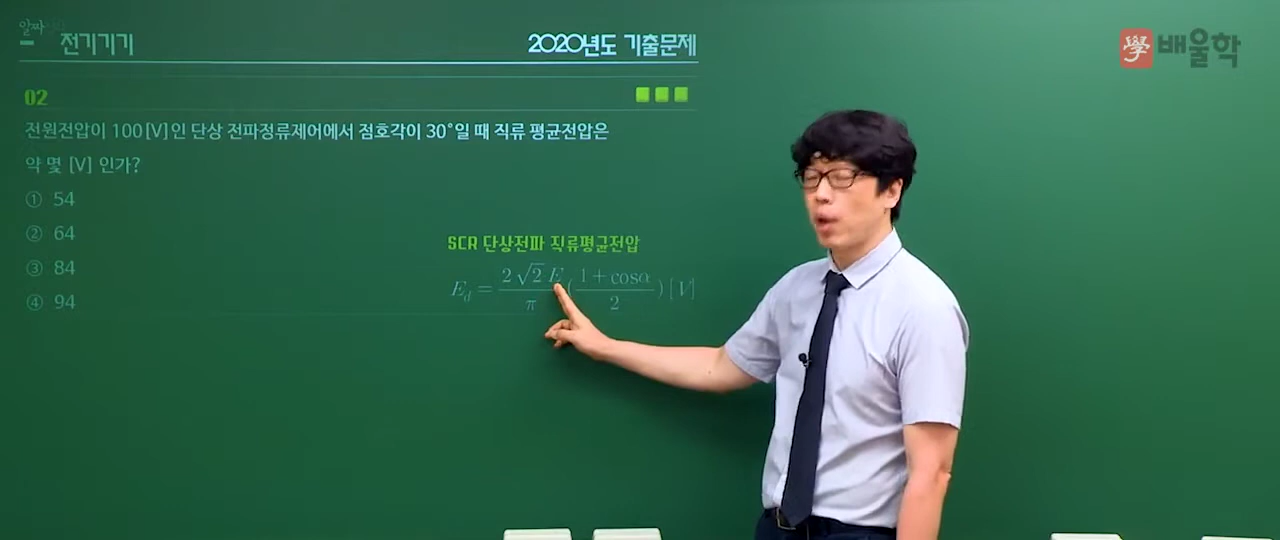 알짜
전기기기
2020년도 기출문제
學 배울학
02
전원전압이 100[V]인 단상 전파정류제어에서 점호각이 30°일 때 직류 평균전압은
약 몇 [V] 인가?
① 54
② 64
③ 84
④ 94
SCR 단상전파 직류평균전압
E_d = \frac{2\sqrt{2}E}{π}(\frac{1+cosα}{2})[V]